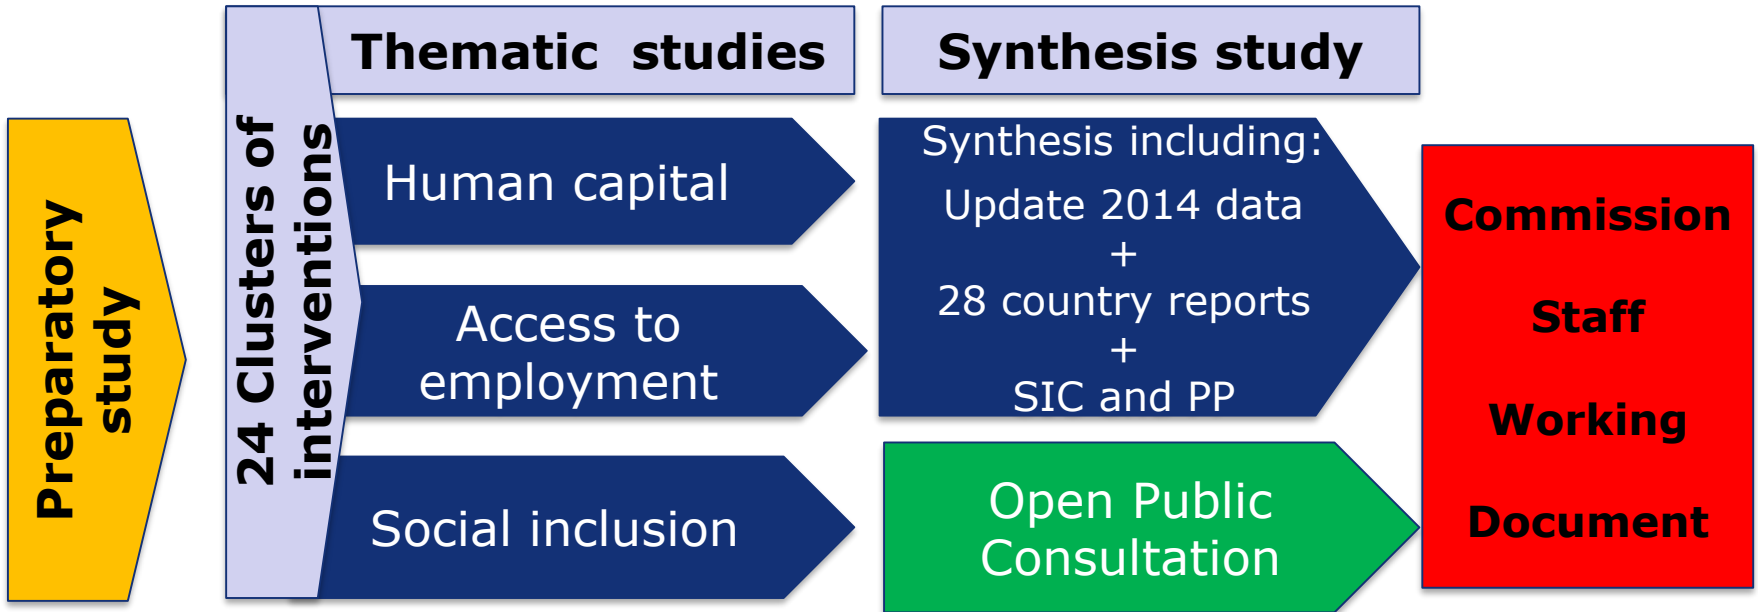 Preparatory
study
24 Clusters of
interventions
Thematic studies
Human capital
Access to
employment
Social inclusion
Synthesis study
Synthesis including:
Update 2014 data
+
28 country reports
+
SIC and PP
Open Public
Consultation
Commission
Staff
Working
Document